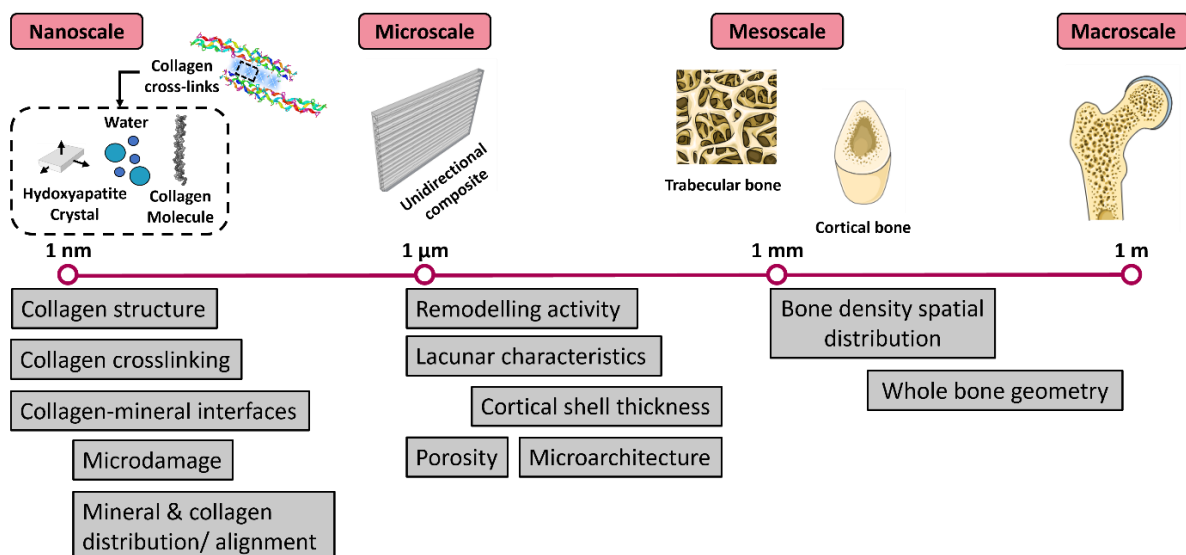 Nanoscale
Microscale
Mesoscale
Macroscale
Collagen
cross-links
Water
Hydoxyapatite
Crystal
Collagen
Molecule
Unidirectional
composite
Trabecular bone
Cortical bone
1 nm
1 µm
1 mm
1 m
Collagen structure
Collagen crosslinking
Collagen-mineral interfaces
Microdamage
Mineral & collagen
distribution/ alignment
Remodelling activity
Lacunar characteristics
Cortical shell thickness
Porosity
Microarchitecture
Bone density spatial
distribution
Whole bone geometry